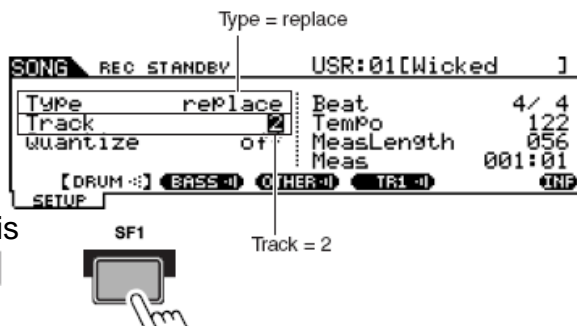 Type = replace
SONG REC STANDBY USR:01[Wicked ]
Type replace Beat 4/ 4
Track 2 Tempo 122
Quantize off MeasLength 056
Meas 001:01
[DRUM] BASS OTHER TR1 INF
SETUP
is
SF1
Track = 2